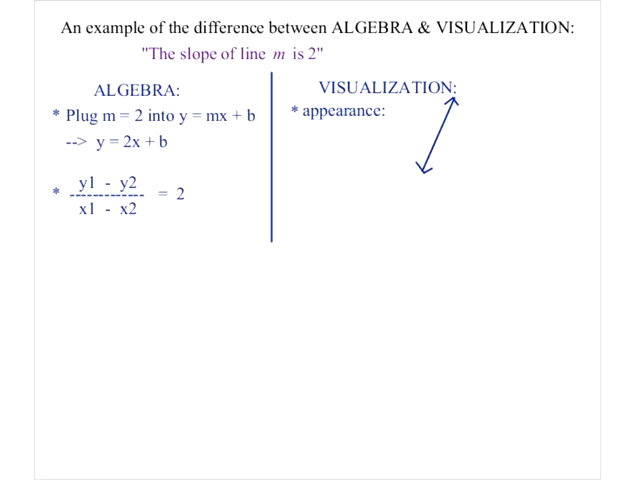 An example of the difference between ALGEBRA & VISUALIZATION:
"The slope of line m is 2"
ALGEBRA:
* Plug m = 2 into y = mx + b
--> y = 2x + b
* y1 - y2
------------- = 2
x1 - x2
VISUALIZATION:
* appearance: